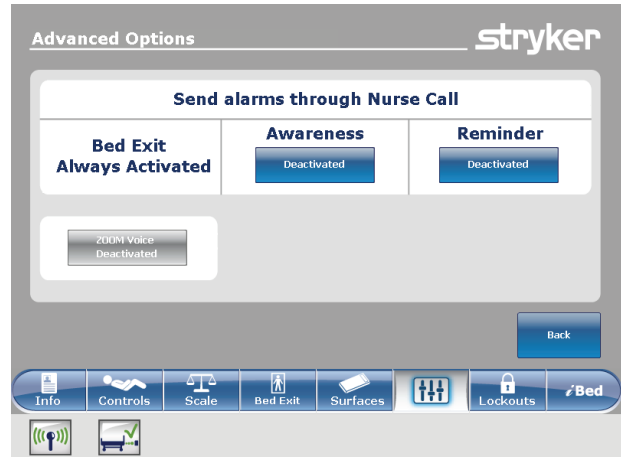 Advanced Options
stryker
Send alarms through Nurse Call
Bed Exit
Always Activated
Awareness
Deactivated
Reminder
Deactivated
ZOOM Voice
Deactivated
Back
Info
Controls
Scale
Bed Exit
Surfaces
Lockouts
iBed